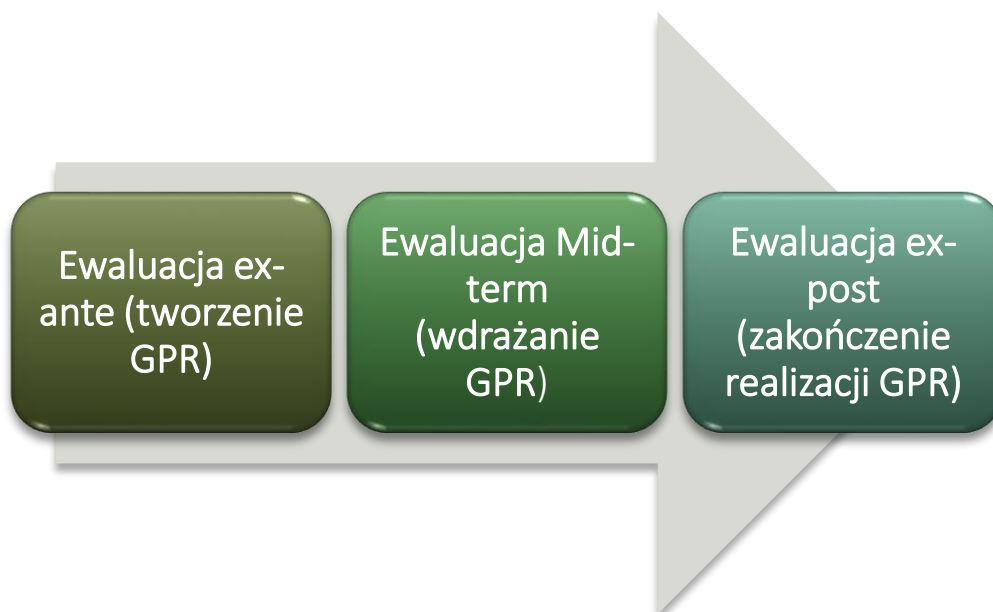 Ewaluacja ex-
ante (tworzenie
GPR)
Ewaluacja Mid-
term
(wdrażanie
GPR)
Ewaluacja ex-
post
(zakończenie
realizacji GPR)